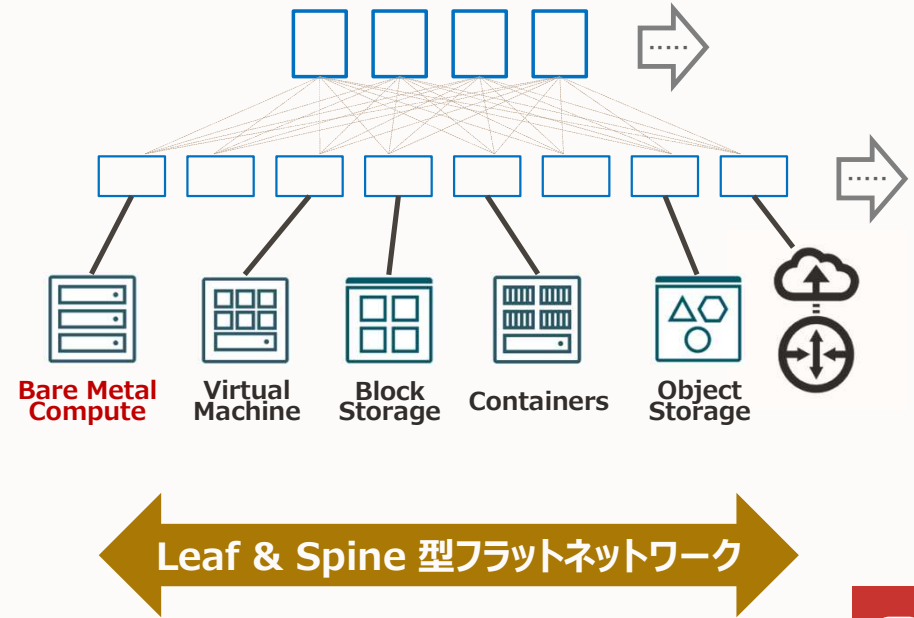 .....
.....
Bare Metal
Compute
Virtual
Machine
Block
Storage
Containers
Object
Storage
Leaf & Spine 型フラットネットワーク